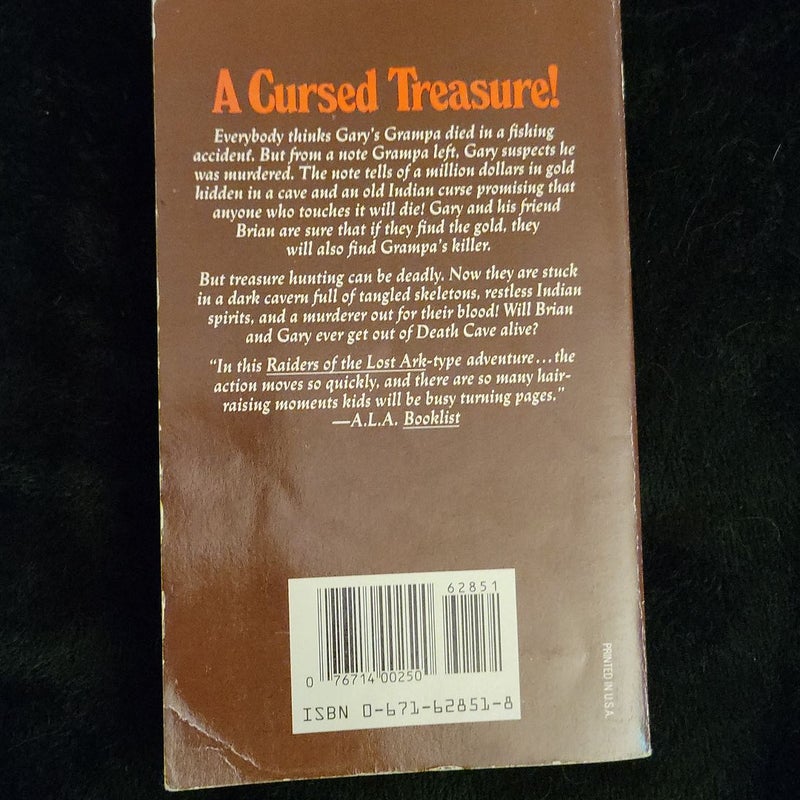 A Cursed Treasure!
Everybody thinks Gary's Grampa died in a fishing
accident. But from a note Grampa left, Gary suspects he
was murdered. The note tells of a million dollars in gold
hidden in a cave and an old Indian curse promising that
anyone who touches it will die! Gary and his friend
Brian are sure that if they find the gold, they
will also find Grampa's killer.
But treasure hunting can be deadly. Now they are stuck
in a dark cavern full of tangled skeletons, restless Indian
spirits, and a murderer out for their blood! Will Brian
and Gary ever get out of Death Cave alive?
"In this Raiders of the Lost Ark-type adventure...the
action moves so quickly, and there are so many hair-
raising moments kids will be busy turning pages."
—A.L.A. Booklist
62851
0 76714 00250
ISBN 0-671-62851-8
PRINTED IN U.S.A.